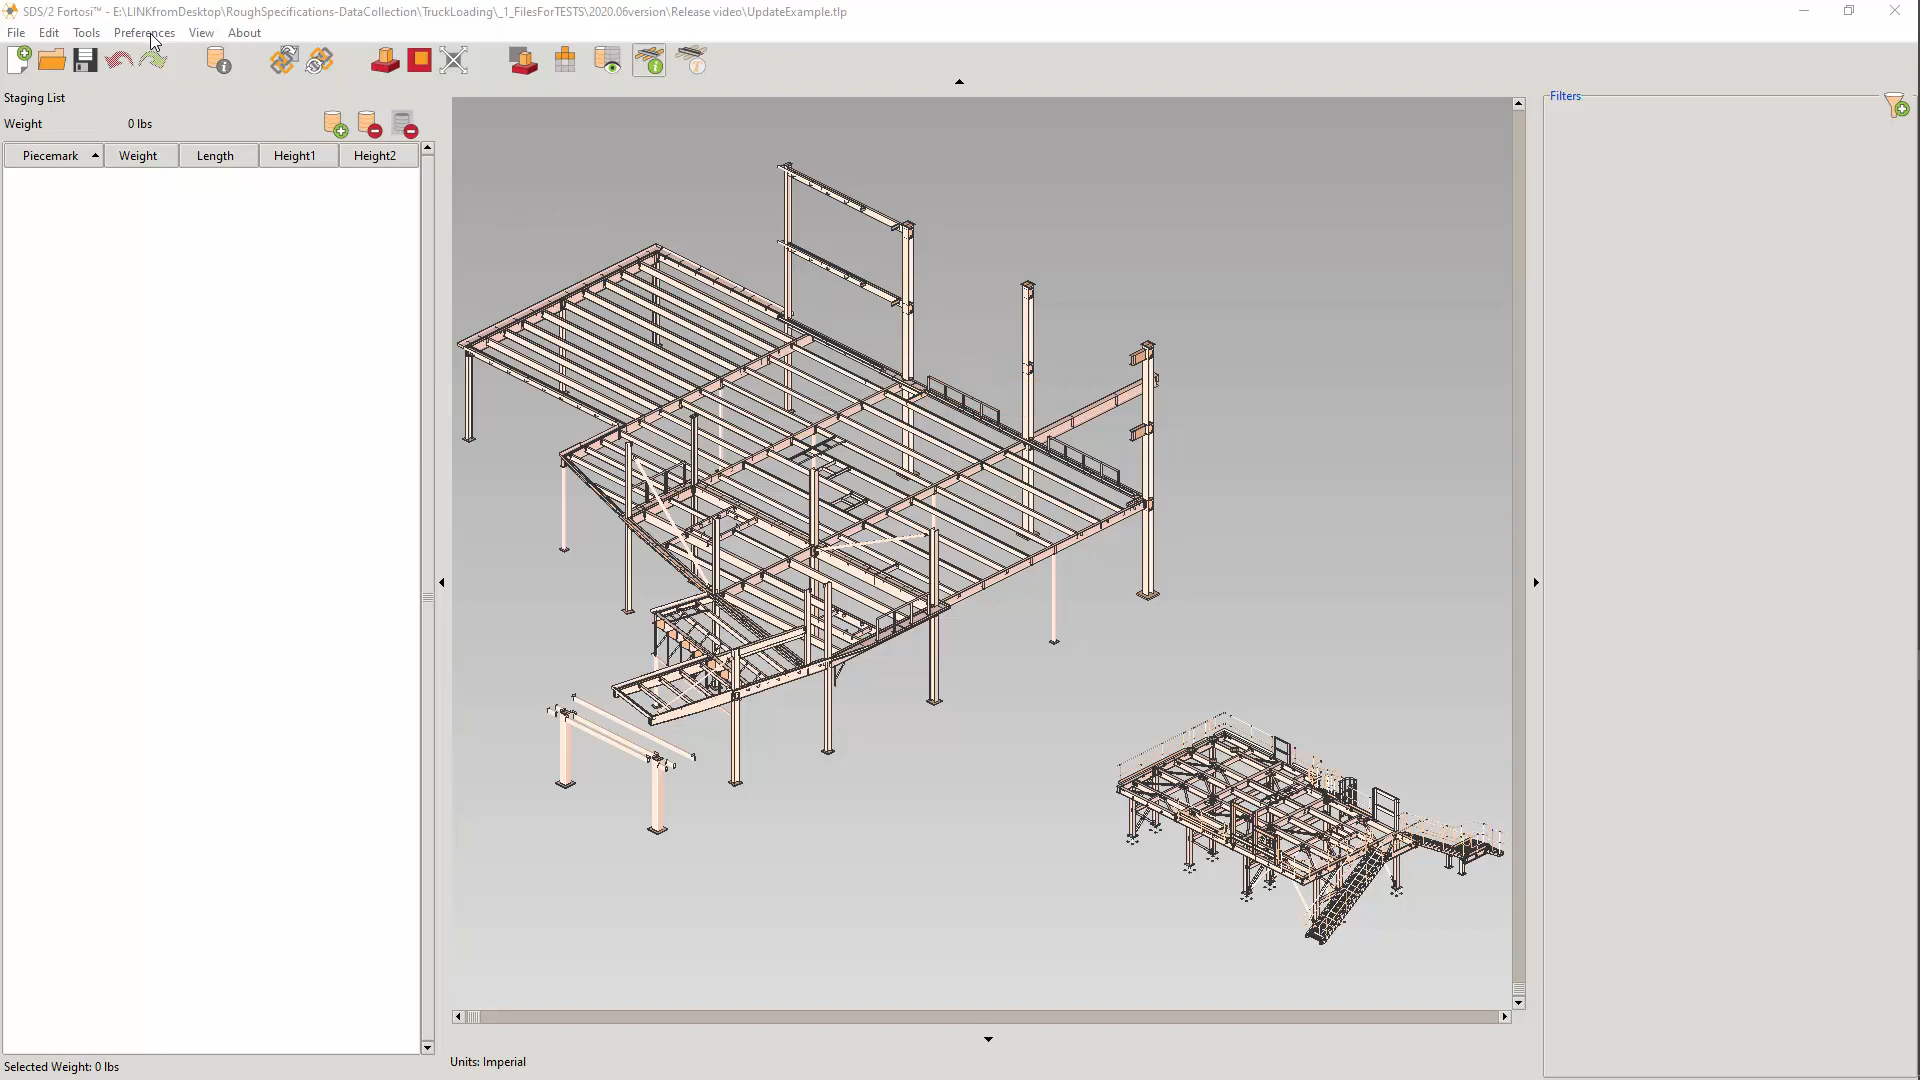 SDS/2 Fortosi™ - E:\LINKfromDesktop\RoughSpecifications-DataCollection\TruckLoading\_1_FilesForTESTS\2020.06version\Release video\UpdateExample.tlp
File Edit Tools Preferences View About
Staging List
Filters
Weight 0 lbs
Piecemark Weight Length Height1 Height2
Units: Imperial
Selected Weight: 0 lbs